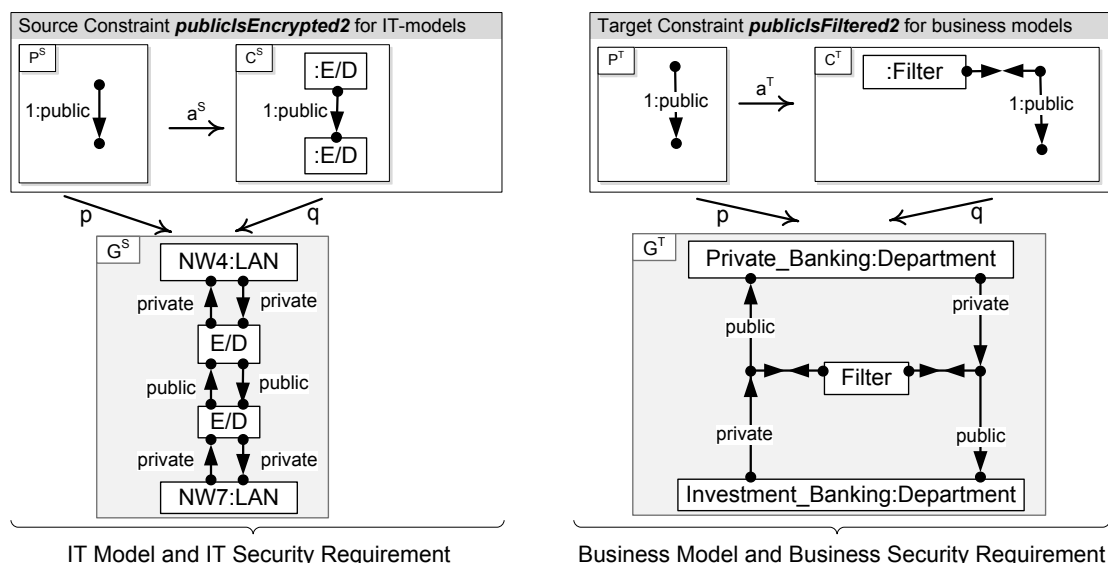 Source Constraint publicIsEncrypted2 for IT-models
P^S
1:public
a^S
C^S
:E/D
1:public
:E/D
p
q
G^S
NW4:LAN
private
private
E/D
public
public
E/D
private
private
NW7:LAN
IT Model and IT Security Requirement
Target Constraint publicIsFiltered2 for business models
P^T
1:public
a^T
C^T
:Filter
1:public
p
q
G^T
Private_Banking:Department
public
private
Filter
private
public
Investment_Banking:Department
Business Model and Business Security Requirement